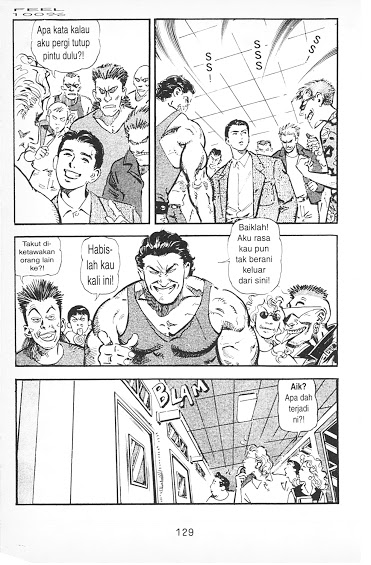 FEEL
100%
Apa kata kalau
aku pergi tutup
pintu dulu?!
S
S
S
S
S
S
Takut di-
ketawakan
orang lain
ke?!
Habis-
lah kau
kali ini!
Baiklah!
Aku rasa
kau pun
tak berani
keluar
dari sini!
BLAM
Aik?
Apa dah
terjadi
ni?!
129